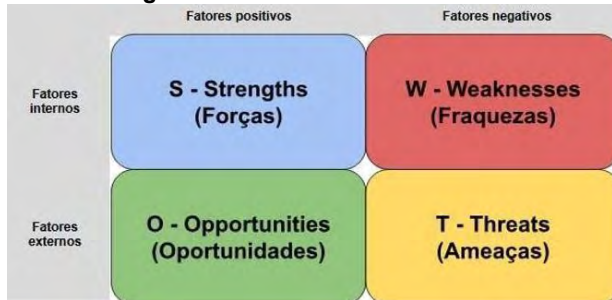 Fatores positivos
Fatores negativos
Fatores
internos
S - Strengths
(Forças)
W - Weaknesses
(Fraquezas)
Fatores
externos
O - Opportunities
(Oportunidades)
T - Threats
(Ameaças)